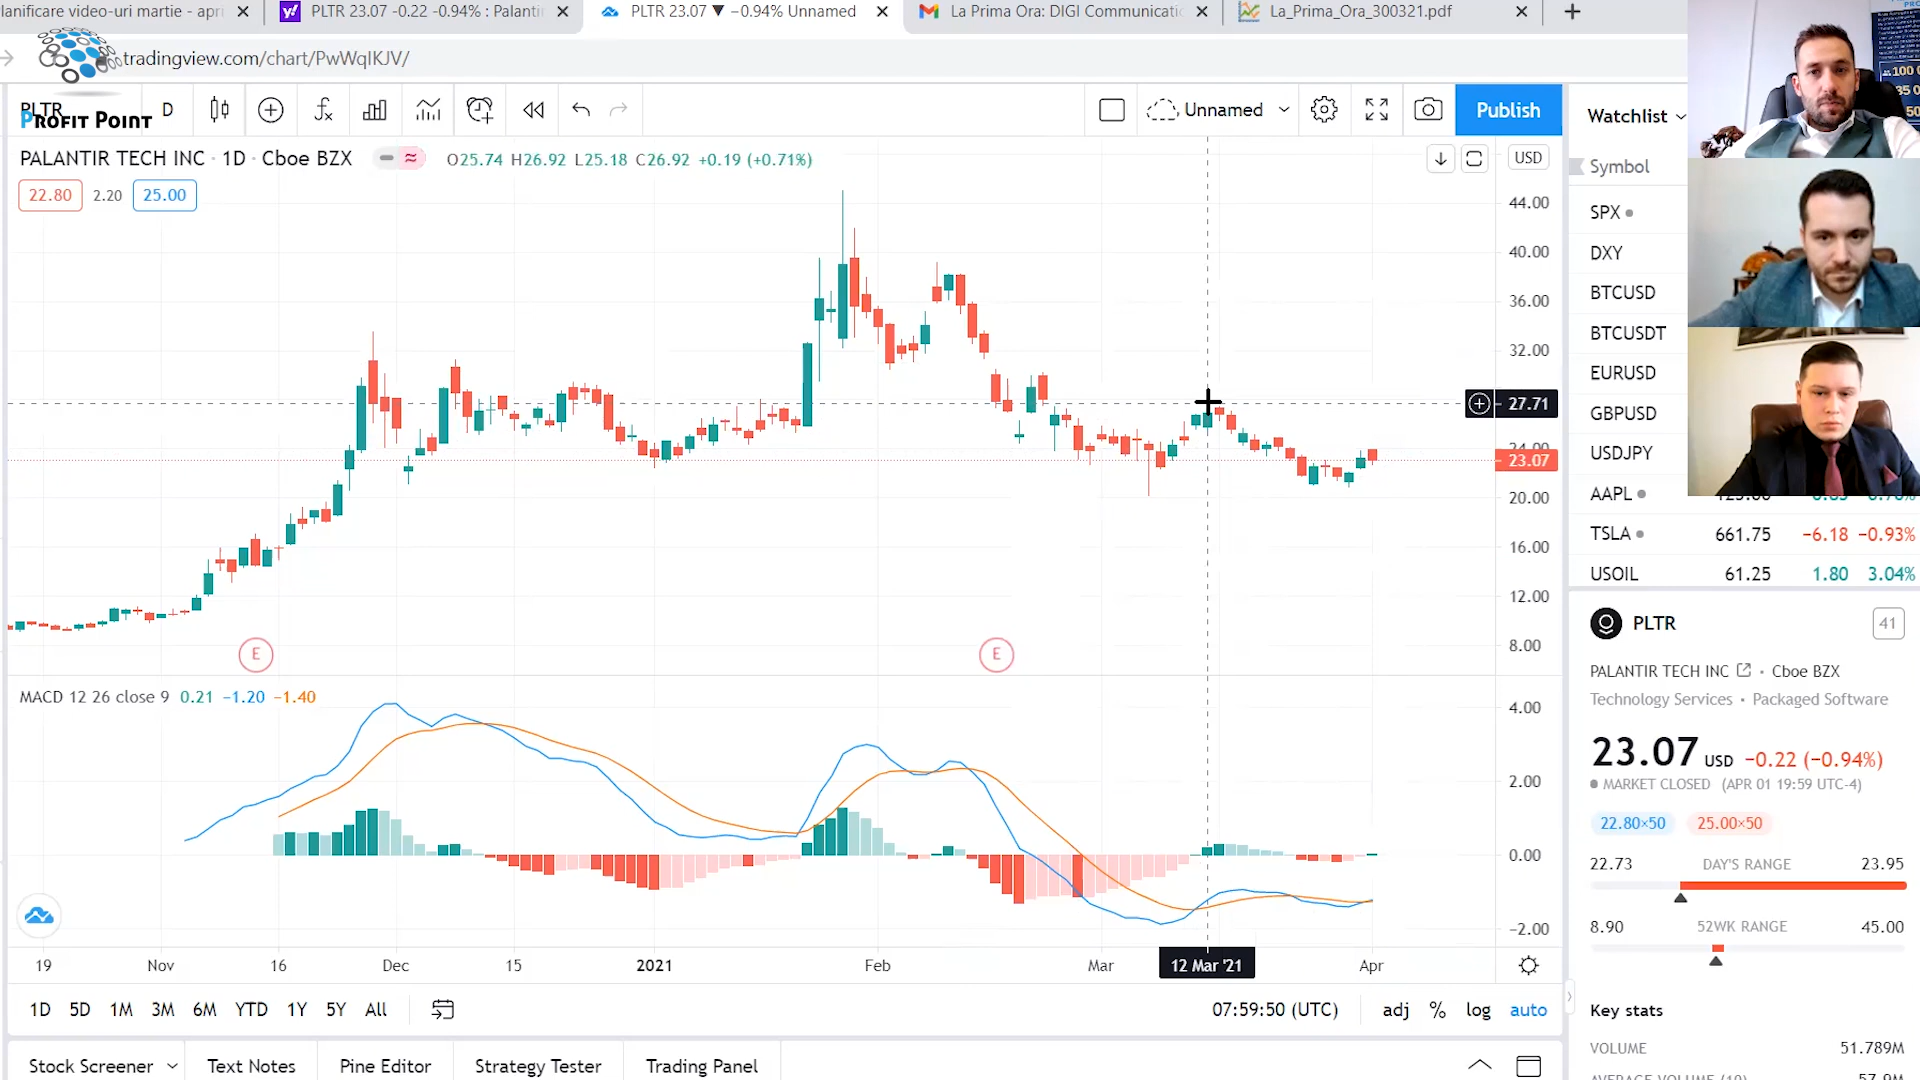 lanificare video-uri martie - apri
PLTR 23.07 -0.22 -0.94% : Palanti
PLTR 23.07 ▼ −0.94% Unnamed
La Prima Ora: DIGI Communicatio
La_Prima_Ora_300321.pdf
tradingview.com/chart/PwWqIKJV/
PLTR
PROFIT POINT
D
Unnamed
Publish
Watchlist
PALANTIR TECH INC · 1D · Cboe BZX
O25.74 H26.92 L25.18 C26.92 +0.19 (+0.71%)
USD
22.80 2.20 25.00
Symbol
SPX
DXY
BTCUSD
BTCUSDT
EURUSD
GBPUSD
USDJPY
AAPL
TSLA 661.75 −6.18 −0.93%
USOIL 61.25 1.80 3.04%
44.00
40.00
36.00
32.00
27.71
24.00
23.07
20.00
16.00
12.00
8.00
E
E
MACD 12 26 close 9 0.21 −1.20 −1.40
4.00
2.00
0.00
−2.00
19 Nov 16 Dec 15 2021 Feb Mar 12 Mar '21 Apr
1D 5D 1M 3M 6M YTD 1Y 5Y All
07:59:50 (UTC) adj % log auto
Stock Screener Text Notes Pine Editor Strategy Tester Trading Panel
PLTR
41
PALANTIR TECH INC · Cboe BZX
Technology Services • Packaged Software
23.07 USD −0.22 (−0.94%)
MARKET CLOSED (APR 01 19:59 UTC-4)
22.80×50 25.00×50
22.73 DAY'S RANGE 23.95
8.90 52WK RANGE 45.00
Key stats
VOLUME 51.789M